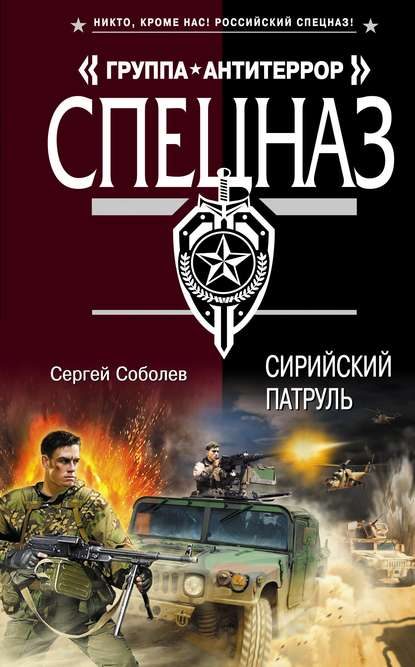 ★ НИКТО, КРОМЕ НАС! РОССИЙСКИЙ СПЕЦНАЗ! ★
« ГРУППА★АНТИТЕРРОР »
СПЕЦНАЗ
Сергей Соболев
СИРИЙСКИЙ
ПАТРУЛЬ